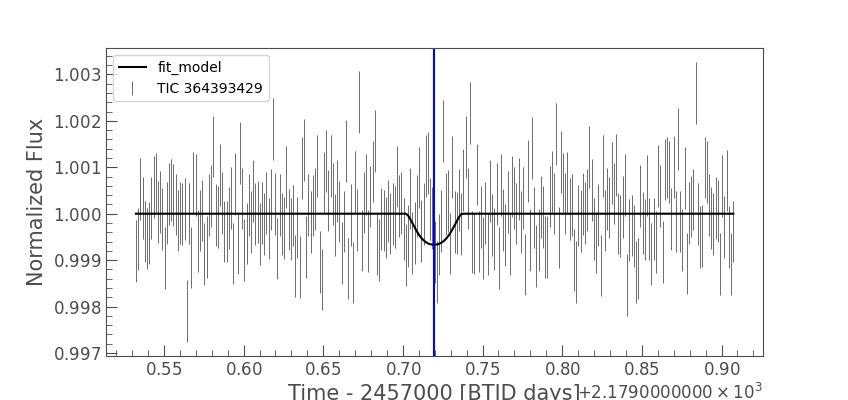 fit_model
TIC 364393429
1.003
1.002
1.001
1.000
0.999
0.998
0.997
Normalized Flux
0.55 0.60 0.65 0.70 0.75 0.80 0.85 0.90
Time - 2457000 [BTJD days]
+2.1790000000 × 10³